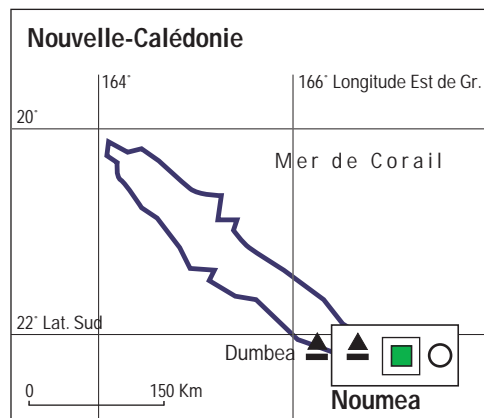 Nouvelle-Calédonie
164° 166° Longitude Est de Gr.
20°
Mer de Corail
22° Lat. Sud
Dumbea
0 150 Km
Noumea